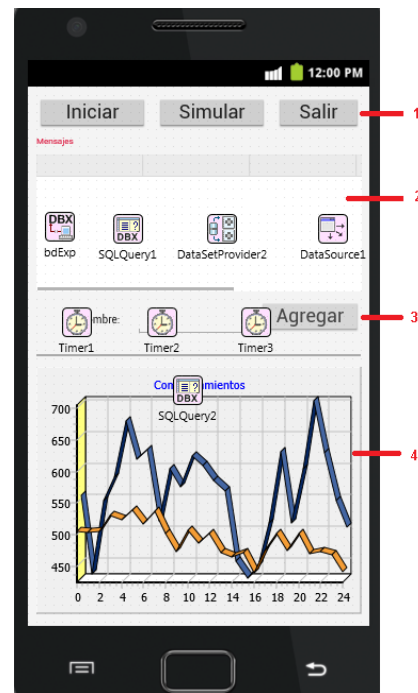 12:00 PM
Iniciar Simular Salir 1
Mensajes
2
DBX DBX
bdExp SQLQuery1 DataSetProvider2 DataSource1
mbre: Agregar 3
Timer1 Timer2 Timer3
Com mientos
DBX
SQLQuery2
700
650
600
550
500
450
4
0 2 4 6 8 10 12 14 16 18 20 22 24